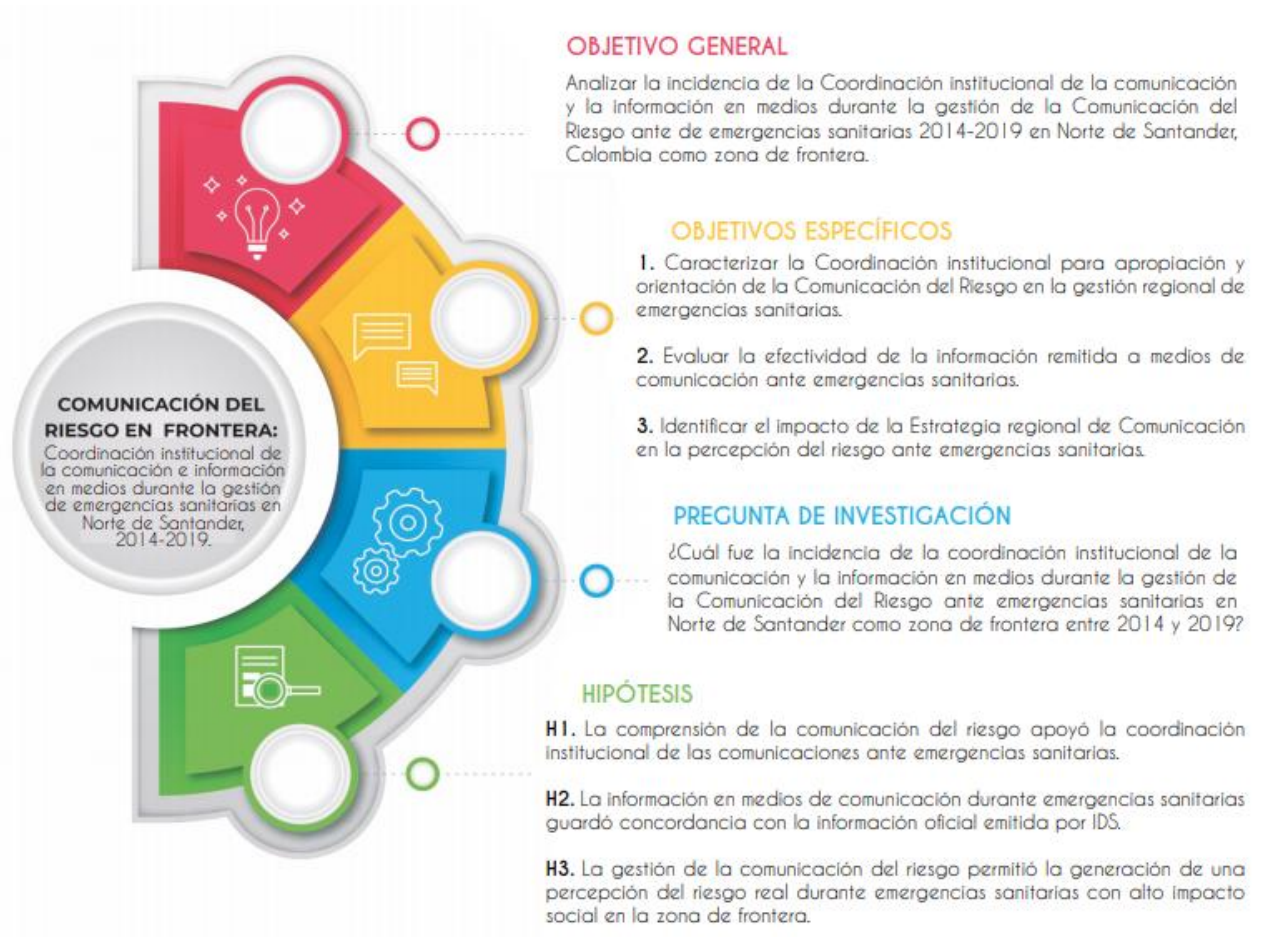 OBJETIVO GENERAL
Analizar la incidencia de la Coordinación institucional de la comunicación
y la información en medios durante la gestión de la Comunicación del
Riesgo ante de emergencias sanitarias 2014-2019 en Norte de Santander,
Colombia como zona de frontera.
OBJETIVOS ESPECÍFICOS
1. Caracterizar la Coordinación institucional para apropiación y
orientación de la Comunicación del Riesgo en la gestión regional de
emergencias sanitarias.
2. Evaluar la efectividad de la información remitida a medios de
comunicación ante emergencias sanitarias.
3. Identificar el impacto de la Estrategia regional de Comunicación
en la percepción del riesgo ante emergencias sanitarias.
COMUNICACIÓN DEL
RIESGO EN FRONTERA:
Coordinación institucional de
la comunicación e información
en medios durante la gestión
de emergencias sanitarias en
Norte de Santander,
2014-2019.
PREGUNTA DE INVESTIGACIÓN
¿Cuál fue la incidencia de la coordinación institucional de la
comunicación y la información en medios durante la gestión de
la Comunicación del Riesgo ante emergencias sanitarias en
Norte de Santander como zona de frontera entre 2014 y 2019?
HIPÓTESIS
H1. La comprensión de la comunicación del riesgo apoyó la coordinación
institucional de las comunicaciones ante emergencias sanitarias.
H2. La información en medios de comunicación durante emergencias sanitarias
guardó concordancia con la información oficial emitida por IDS.
H3. La gestión de la comunicación del riesgo permitió la generación de una
percepción del riesgo real durante emergencias sanitarias con alto impacto
social en la zona de frontera.